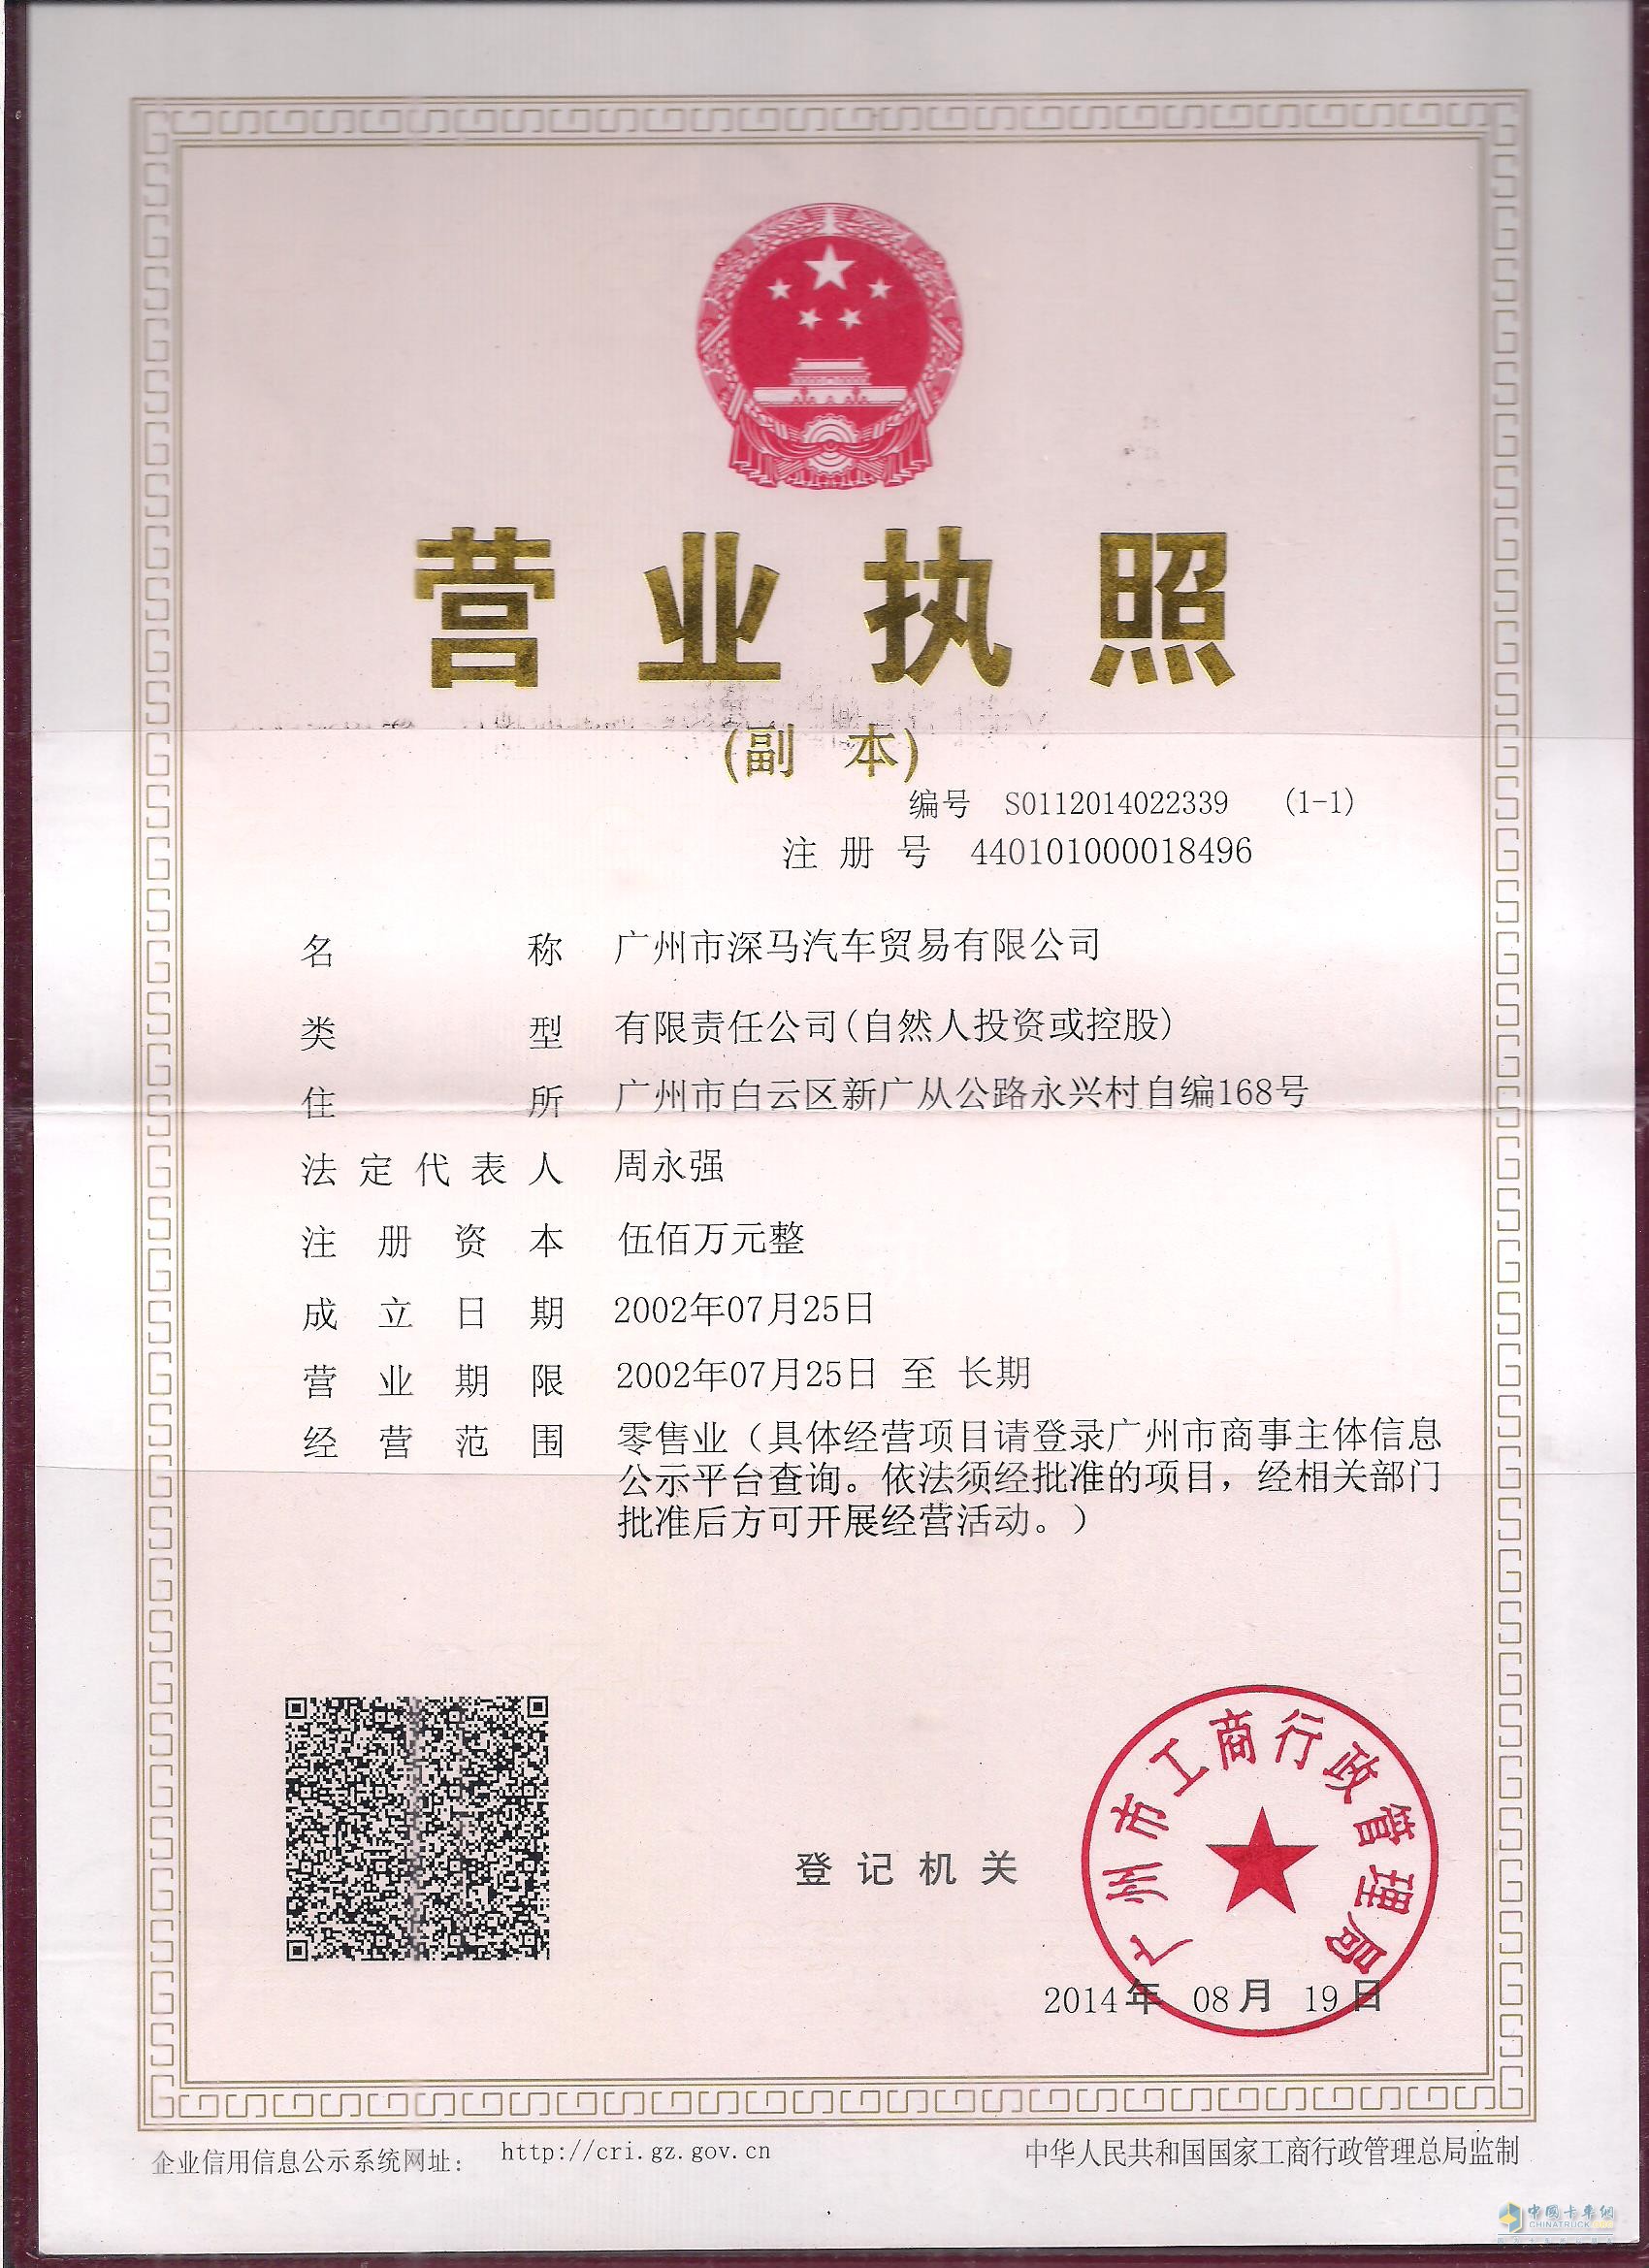 营业执照
(副 本)
编号 S0112014022339 (1-1)
注册号 440101000018496
名称 广州市深马汽车贸易有限公司
类型 有限责任公司(自然人投资或控股)
住所 广州市白云区新广从公路永兴村自编168号
法定代表人 周永强
注册资本 伍佰万元整
成立日期 2002年07月25日
营业期限 2002年07月25日 至 长期
经营范围 零售业（具体经营项目请登录广州市商事主体信息
公示平台查询。依法须经批准的项目，经相关部门
批准后方可开展经营活动。）
广州市工商行政管理局
登记机关
2014年 08月 19日
企业信用信息公示系统网址： http://cri.gz.gov.cn
中华人民共和国国家工商行政管理总局监制
中国卡车网
CHINATRUCK